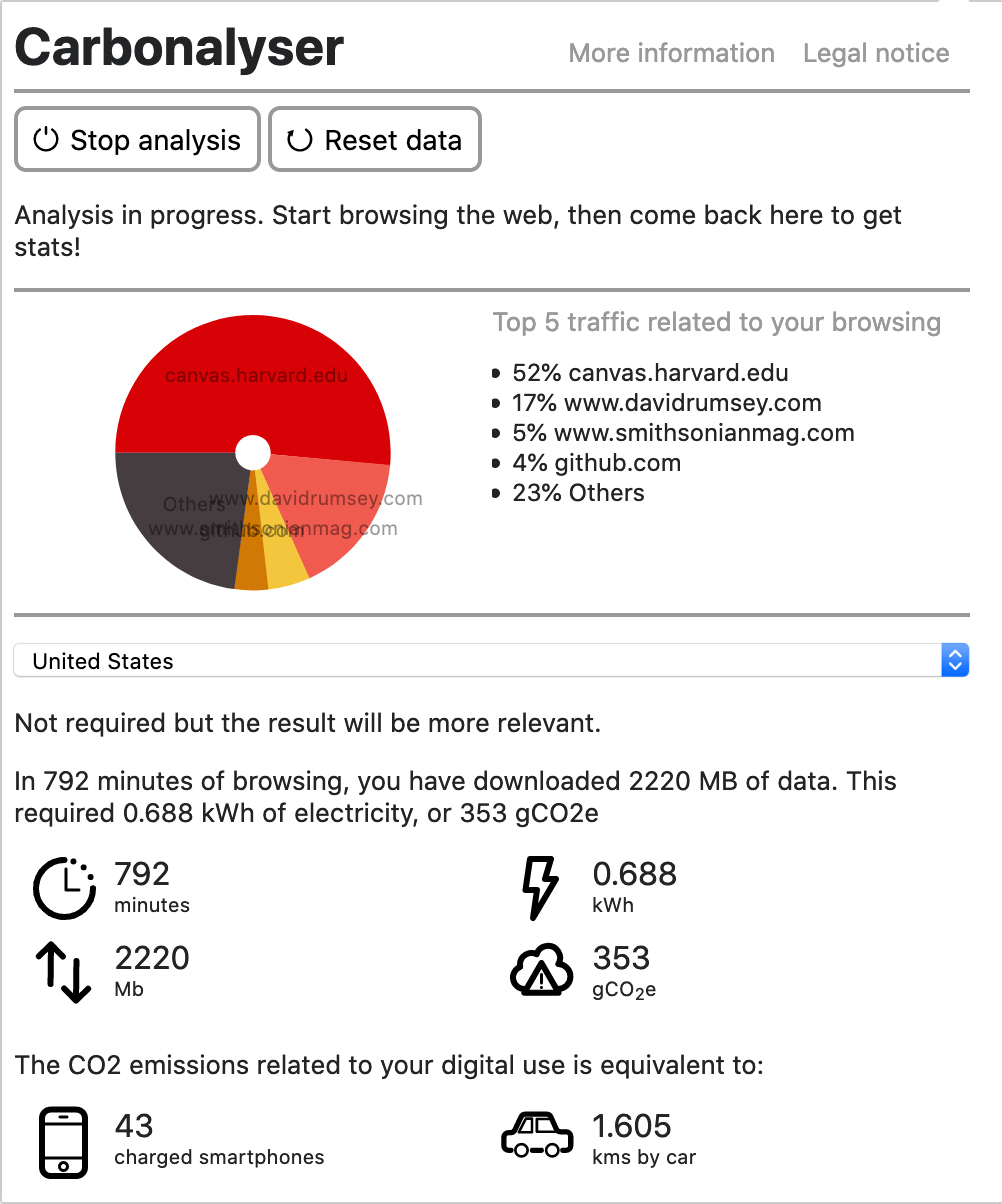 Carbonalyser
More information
Legal notice
Stop analysis
Reset data
Analysis in progress. Start browsing the web, then come back here to get
stats!
canvas.harvard.edu
www.davidrumsey.com
Others
www.smithsonianmag.com
github.com
Top 5 traffic related to your browsing
52% canvas.harvard.edu
17% www.davidrumsey.com
5% www.smithsonianmag.com
4% github.com
23% Others
United States
Not required but the result will be more relevant.
In 792 minutes of browsing, you have downloaded 2220 MB of data. This
required 0.688 kWh of electricity, or 353 gCO2e
792
minutes
0.688
kWh
2220
Mb
353
gCO₂e
The CO2 emissions related to your digital use is equivalent to:
43
charged smartphones
1.605
kms by car